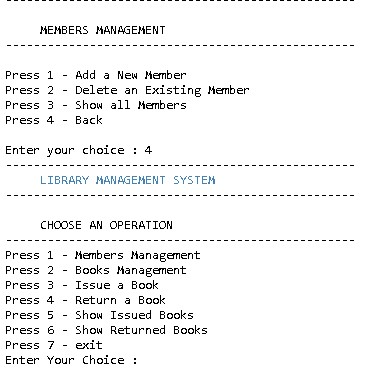 -----------------------------------------------------
MEMBERS MANAGEMENT
-----------------------------------------------------
Press 1 - Add a New Member
Press 2 - Delete an Existing Member
Press 3 - Show all Members
Press 4 - Back
Enter your choice : 4
-----------------------------------------------------
LIBRARY MANAGEMENT SYSTEM
-----------------------------------------------------
CHOOSE AN OPERATION
-----------------------------------------------------
Press 1 - Members Management
Press 2 - Books Management
Press 3 - Issue a Book
Press 4 - Return a Book
Press 5 - Show Issued Books
Press 6 - Show Returned Books
Press 7 - exit
Enter Your Choice :